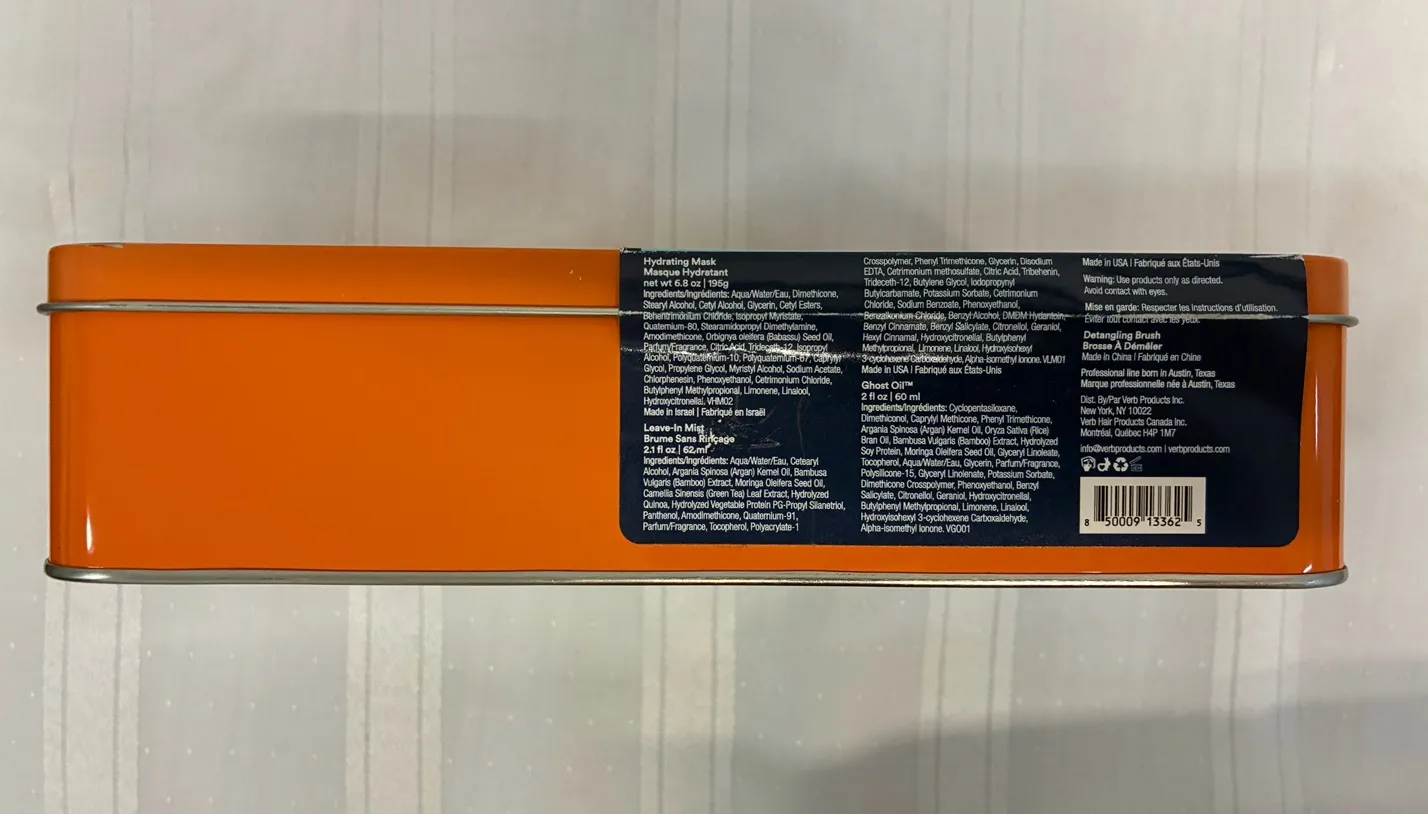 Hydrating Mask
Masque Hydratant
net wt 6.8 oz | 195g
Ingredients/Ingrédients: Aqua/Water/Eau, Dimethicone,
Stearyl Alcohol, Cetyl Alcohol, Glycerin, Cetyl Esters,
Behentrimonium Chloride, Isopropyl Myristate,
Quaternium-80, Stearamidopropyl Dimethylamine,
Amodimethicone, Orbignya oleifera (Babassu) Seed Oil,
Parfum/Fragrance, Citric Acid, Trideceth-12, Isopropyl
Alcohol, Polyquaternium-10, Polyquaternium-67, Caprylyl
Glycol, Propylene Glycol, Myristyl Alcohol, Sodium Acetate,
Chlorphenesin, Phenoxyethanol, Cetrimonium Chloride,
Butylphenyl Methylpropional, Limonene, Linalool,
Hydroxycitronellal. VHM02
Made in Israel | Fabriqué en Israël
Leave-In Mist
Brume Sans Rinçage
2.1 fl oz | 62 ml
Ingredients/Ingrédients: Aqua/Water/Eau, Cetearyl
Alcohol, Argania Spinosa (Argan) Kernel Oil, Bambusa
Vulgaris (Bamboo) Extract, Moringa Oleifera Seed Oil,
Camellia Sinensis (Green Tea) Leaf Extract, Hydrolyzed
Quinoa, Hydrolyzed Vegetable Protein PG-Propyl Silanetriol,
Panthenol, Amodimethicone, Quaternium-91,
Parfum/Fragrance, Tocopherol, Polyacrylate-1
Crosspolymer, Phenyl Trimethicone, Glycerin, Disodium
EDTA, Cetrimonium methosulfate, Citric Acid, Tribehenin,
Trideceth-12, Butylene Glycol, Iodopropynyl
Butylcarbamate, Potassium Sorbate, Cetrimonium
Chloride, Sodium Benzoate, Phenoxyethanol,
Benzalkonium Chloride, Benzyl Alcohol, DMDM Hydantoin,
Benzyl Cinnamate, Benzyl Salicylate, Citronellol, Geraniol,
Hexyl Cinnamal, Hydroxycitronellal, Butylphenyl
Methylpropional, Limonene, Linalool, Hydroxyisohexyl
3-cyclohexene Carboxaldehyde, Alpha-isomethyl Ionone. VLM01
Made in USA | Fabriqué aux États-Unis
Ghost Oil™
2 fl oz | 60 ml
Ingredients/Ingrédients: Cyclopentasiloxane,
Dimethiconol, Caprylyl Methicone, Phenyl Trimethicone,
Argania Spinosa (Argan) Kernel Oil, Oryza Sativa (Rice)
Bran Oil, Bambusa Vulgaris (Bamboo) Extract, Hydrolyzed
Soy Protein, Moringa Oleifera Seed Oil, Glyceryl Linoleate,
Tocopherol, Aqua/Water/Eau, Glycerin, Parfum/Fragrance,
Polysilicone-15, Glyceryl Linolenate, Potassium Sorbate,
Dimethicone Crosspolymer, Phenoxyethanol, Benzyl
Salicylate, Citronellol, Geraniol, Hydroxycitronellal,
Butylphenyl Methylpropional, Limonene, Linalool,
Hydroxyisohexyl 3-cyclohexene Carboxaldehyde,
Alpha-isomethyl Ionone. VGO01
Made in USA | Fabriqué aux États-Unis
Warning: Use products only as directed.
Avoid contact with eyes.
Mise en garde: Respecter les instructions d'utilisation.
Éviter tout contact avec les yeux.
Detangling Brush
Brosse À Démêler
Made in China | Fabriqué en Chine
Professional line born in Austin, Texas
Marque professionnelle née à Austin, Texas
Dist. By/Par Verb Products Inc.
New York, NY 10022
Verb Hair Products Canada Inc.
Montréal, Québec H4P 1M7
info@verbproducts.com | verbproducts.com
8 50009 13362 5